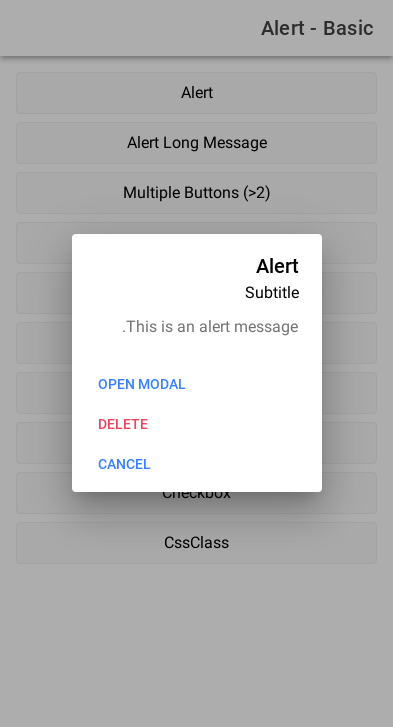 Alert - Basic
Alert
Alert Long Message
Multiple Buttons (>2)
Alert
Subtitle
.This is an alert message
OPEN MODAL
DELETE
CANCEL
Checkbox
CssClass